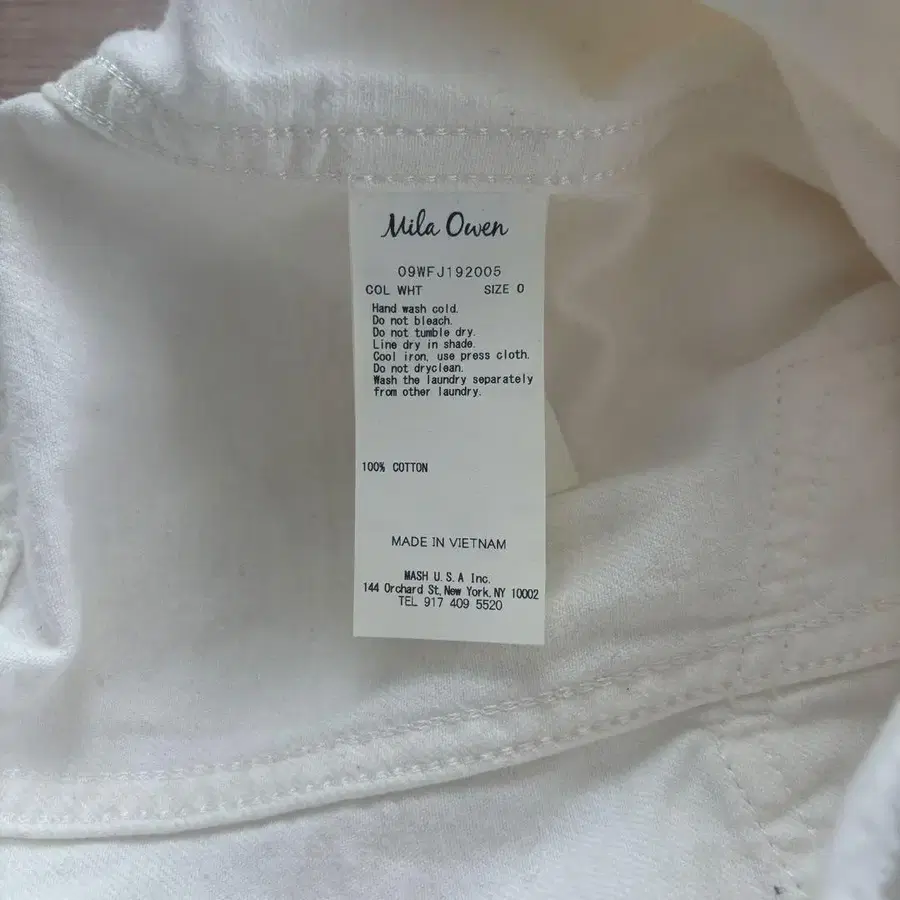 Mila Owen
09WFJ192005
COL WHT SIZE 0
Hand wash cold.
Do not bleach.
Do not tumble dry.
Line dry in shade.
Cool iron, use press cloth.
Do not dryclean.
Wash the laundry separately
from other laundry.
100% COTTON
MADE IN VIETNAM
MASH U.S.A Inc.
144 Orchard St, New York, NY 10002
TEL 917 409 5520